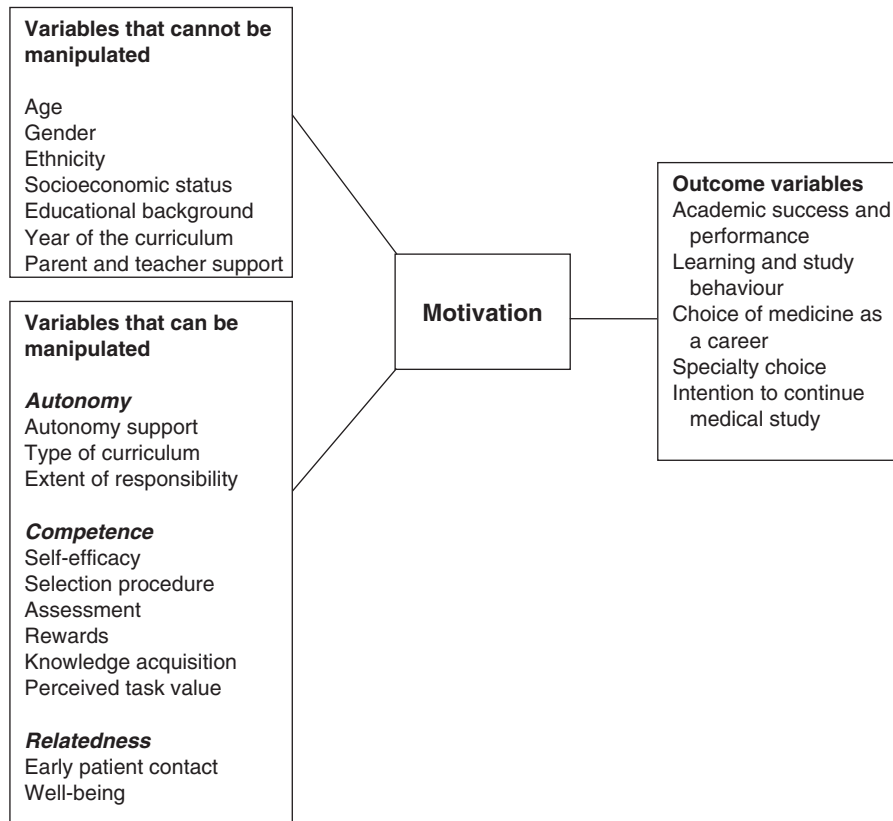 Variables that cannot be
manipulated
Age
Gender
Ethnicity
Socioeconomic status
Educational background
Year of the curriculum
Parent and teacher support
Variables that can be
manipulated
Autonomy
Autonomy support
Type of curriculum
Extent of responsibility
Competence
Self-efficacy
Selection procedure
Assessment
Rewards
Knowledge acquisition
Perceived task value
Relatedness
Early patient contact
Well-being
Motivation
Outcome variables
Academic success and
performance
Learning and study
behaviour
Choice of medicine as
a career
Specialty choice
Intention to continue
medical study